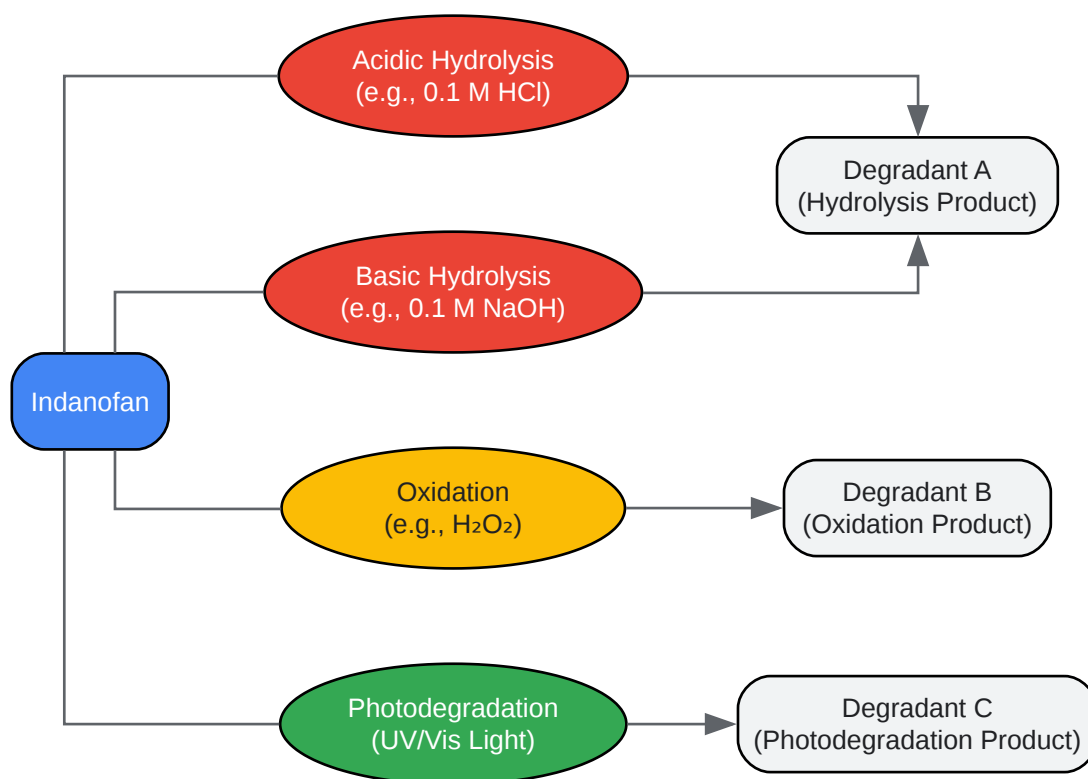 Acidic Hydrolysis
(e.g., 0.1 M HCl)
Degradant A
(Hydrolysis Product)
Basic Hydrolysis
(e.g., 0.1 M NaOH)
Indanofan
Oxidation
(e.g., H₂O₂)
Degradant B
(Oxidation Product)
Photodegradation
(UV/Vis Light)
Degradant C
(Photodegradation Product)